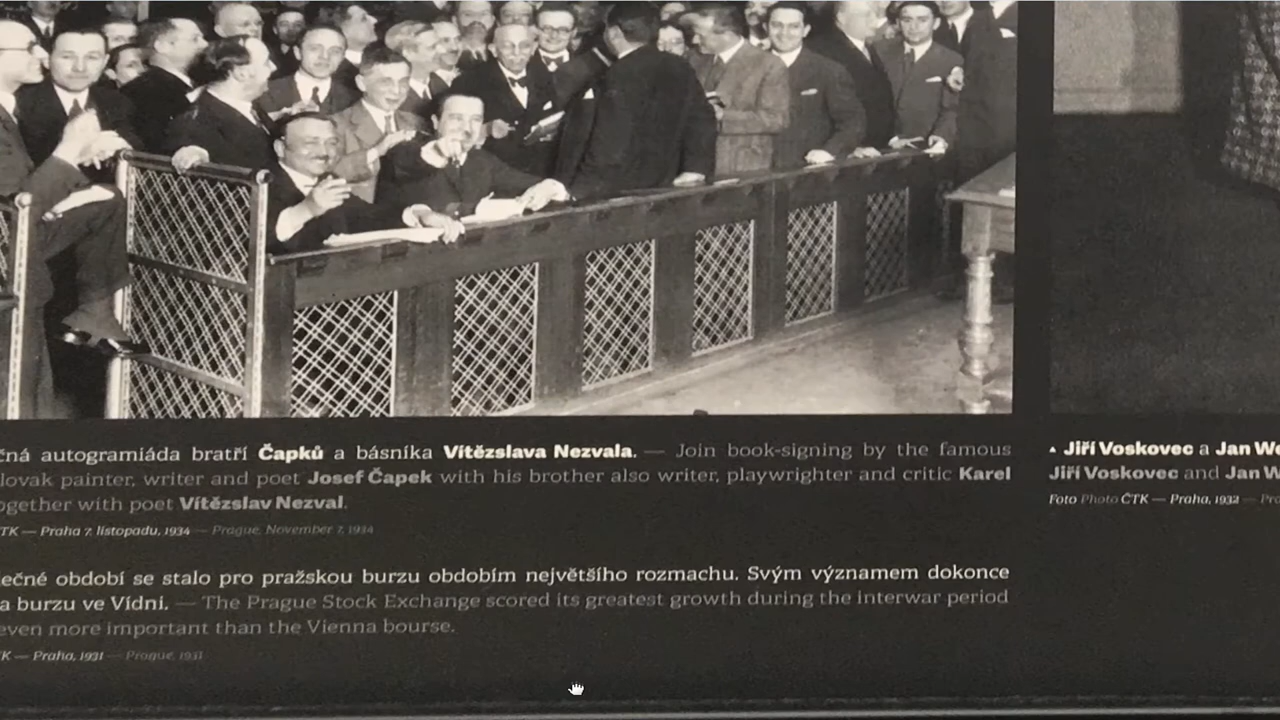 čná autogramiáda bratří Čapků a básníka Vítězslava Nezvala. — Join book-signing by the famous
lovak painter, writer and poet Josef Čapek with his brother also writer, playwrighter and critic Karel
ogether with poet Vítězslav Nezval.
TK — Praha 7. listopadu, 1934 — Prague, November 7, 1934
ečné období se stalo pro pražskou burzu obdobím největšího rozmachu. Svým významem dokonce
a burzu ve Vídni. — The Prague Stock Exchange scored its greatest growth during the interwar period
even more important than the Vienna bourse.
K — Praha, 1931 — Prague, 1931
▲ Jiří Voskovec a Jan We
Jiří Voskovec and Jan W
Foto Photo ČTK — Praha, 1932 — Pra